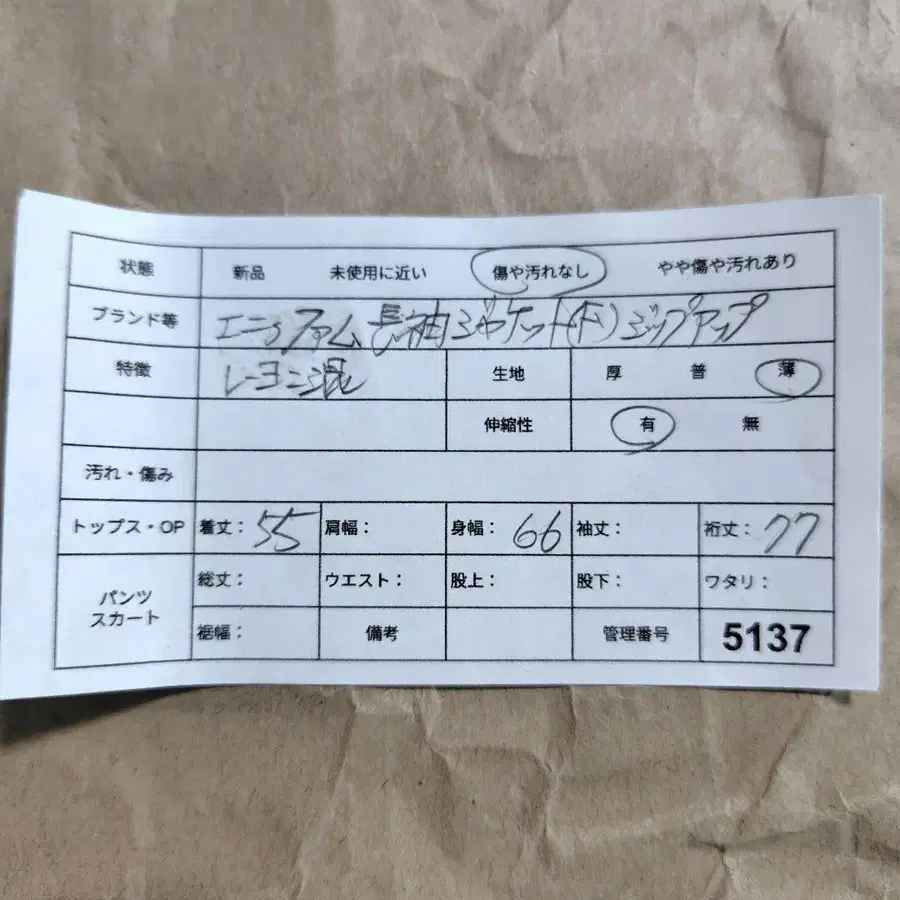 状態 新品 未使用に近い 傷や汚れなし やや傷や汚れあり
ブランド等 エニィファム 長袖ジャケット ジップアップ
特徴 レーヨン混 生地 厚 普 薄
伸縮性 有 無
汚れ・傷み
トップス・OP 着丈： 55 肩幅： 身幅： 66 袖丈： 裄丈： 77
パンツ スカート 総丈： ウエスト： 股上： 股下： ワタリ：
裾幅： 備考 管理番号 5137